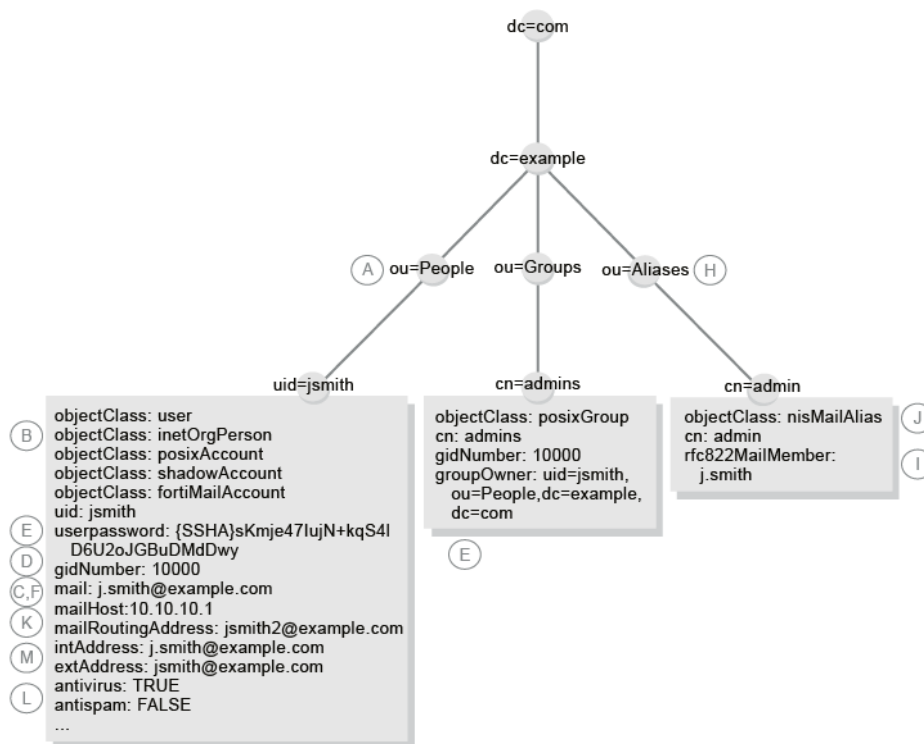 dc=com
dc=example
A
ou=People
ou=Groups
ou=Aliases
H
uid=jsmith
cn=admins
cn=admin
objectClass: user
B
objectClass: inetOrgPerson
objectClass: posixAccount
objectClass: shadowAccount
objectClass: fortiMailAccount
uid: jsmith
E
userpassword: {SSHA}sKmje47IujN+kqS4I
D6U2oJGBuDMdDwy
D
gidNumber: 10000
C,F
mail: j.smith@example.com
mailHost:10.10.10.1
K
mailRoutingAddress: jsmith2@example.com
intAddress: j.smith@example.com
M
extAddress: jsmith@example.com
antivirus: TRUE
L
antispam: FALSE
...
objectClass: posixGroup
cn: admins
gidNumber: 10000
groupOwner: uid=jsmith,
ou=People,dc=example,
dc=com
E
objectClass: nisMailAlias
J
cn: admin
rfc822MailMember:
I
j.smith